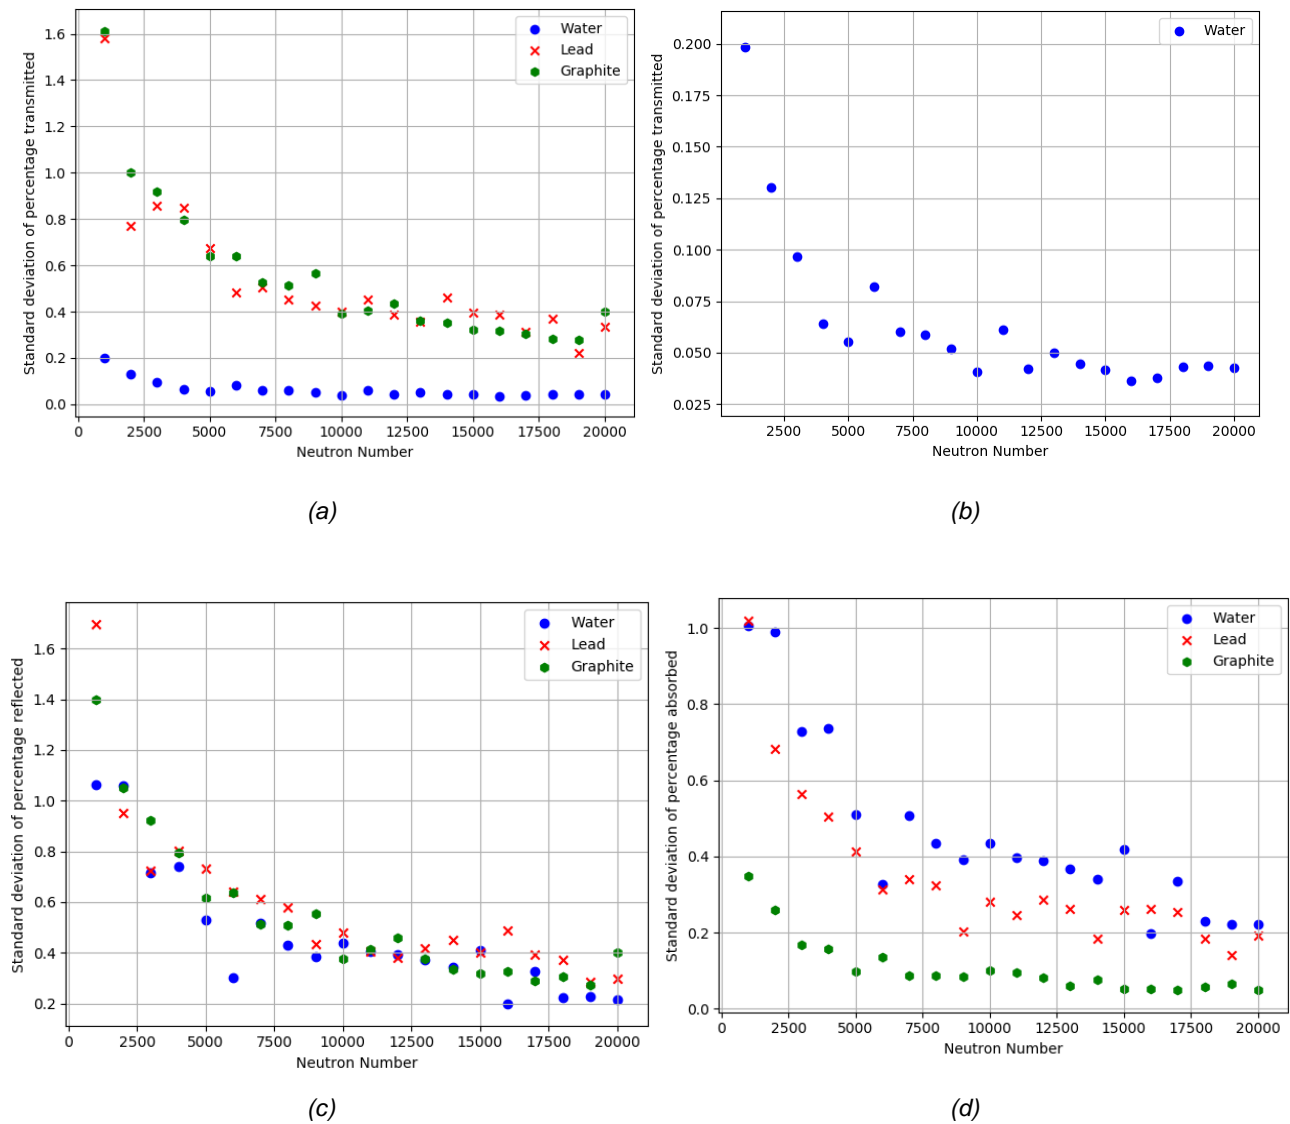 Standard deviation of percentage transmitted
1.6
1.4
1.2
1.0
0.8
0.6
0.4
0.2
0.0
Water
Lead
Graphite
0 2500 5000 7500 10000 12500 15000 17500 20000
Neutron Number
(a)
Standard deviation of percentage transmitted
0.200
0.175
0.150
0.125
0.100
0.075
0.050
0.025
Water
2500 5000 7500 10000 12500 15000 17500 20000
Neutron Number
(b)
Standard deviation of percentage reflected
1.6
1.4
1.2
1.0
0.8
0.6
0.4
0.2
Water
Lead
Graphite
0 2500 5000 7500 10000 12500 15000 17500 20000
Neutron Number
(c)
Standard deviation of percentage absorbed
1.0
0.8
0.6
0.4
0.2
0.0
Water
Lead
Graphite
0 2500 5000 7500 10000 12500 15000 17500 20000
Neutron Number
(d)